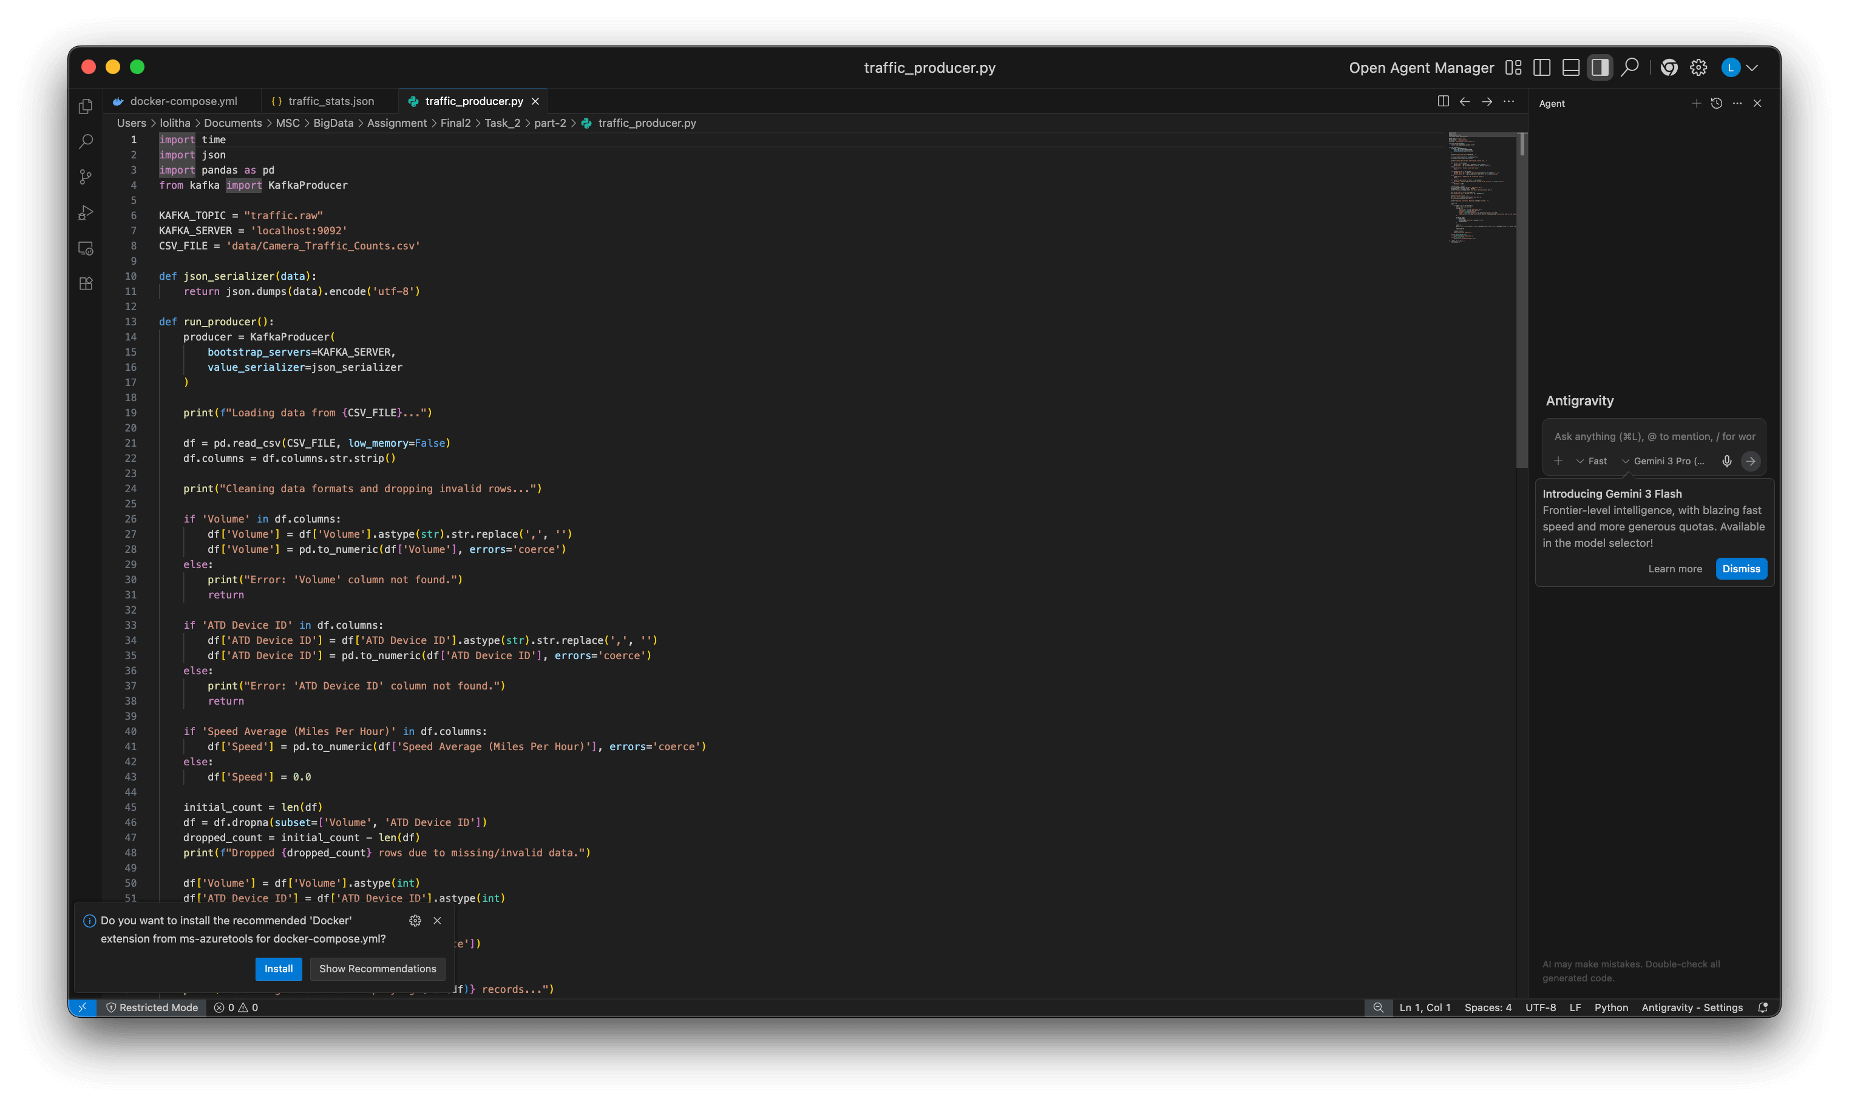 traffic_producer.py
Open Agent Manager
L
docker-compose.yml
{ } traffic_stats.json
traffic_producer.py
Users > lolitha > Documents > MSC > BigData > Assignment > Final2 > Task_2 > part-2 > traffic_producer.py
1 import time
2 import json
3 import pandas as pd
4 from kafka import KafkaProducer
5
6 KAFKA_TOPIC = "traffic.raw"
7 KAFKA_SERVER = 'localhost:9092'
8 CSV_FILE = 'data/Camera_Traffic_Counts.csv'
9
10 def json_serializer(data):
11     return json.dumps(data).encode('utf-8')
12
13 def run_producer():
14     producer = KafkaProducer(
15         bootstrap_servers=KAFKA_SERVER,
16         value_serializer=json_serializer
17     )
18
19     print(f"Loading data from {CSV_FILE}...")
20
21     df = pd.read_csv(CSV_FILE, low_memory=False)
22     df.columns = df.columns.str.strip()
23
24     print("Cleaning data formats and dropping invalid rows...")
25
26     if 'Volume' in df.columns:
27         df['Volume'] = df['Volume'].astype(str).str.replace(',', '')
28         df['Volume'] = pd.to_numeric(df['Volume'], errors='coerce')
29     else:
30         print("Error: 'Volume' column not found.")
31         return
32
33     if 'ATD Device ID' in df.columns:
34         df['ATD Device ID'] = df['ATD Device ID'].astype(str).str.replace(',', '')
35         df['ATD Device ID'] = pd.to_numeric(df['ATD Device ID'], errors='coerce')
36     else:
37         print("Error: 'ATD Device ID' column not found.")
38         return
39
40     if 'Speed Average (Miles Per Hour)' in df.columns:
41         df['Speed'] = pd.to_numeric(df['Speed Average (Miles Per Hour)'], errors='coerce')
42     else:
43         df['Speed'] = 0.0
44
45     initial_count = len(df)
46     df = df.dropna(subset=['Volume', 'ATD Device ID'])
47     dropped_count = initial_count - len(df)
48     print(f"Dropped {dropped_count} rows due to missing/invalid data.")
49
50     df['Volume'] = df['Volume'].astype(int)
51     df['ATD Device ID'] = df['ATD Device ID'].astype(int)
e'])
df)} records...")
Do you want to install the recommended 'Docker'
extension from ms-azuretools for docker-compose.yml?
Install
Show Recommendations
Agent
Antigravity
Ask anything (⌘L), @ to mention, / for wor
Fast
Gemini 3 Pro (...
Introducing Gemini 3 Flash
Frontier-level intelligence, with blazing fast
speed and more generous quotas. Available
in the model selector!
Learn more
Dismiss
AI may make mistakes. Double-check all
generated code.
Restricted Mode
0
0
Ln 1, Col 1
Spaces: 4
UTF-8
LF
Python
Antigravity - Settings